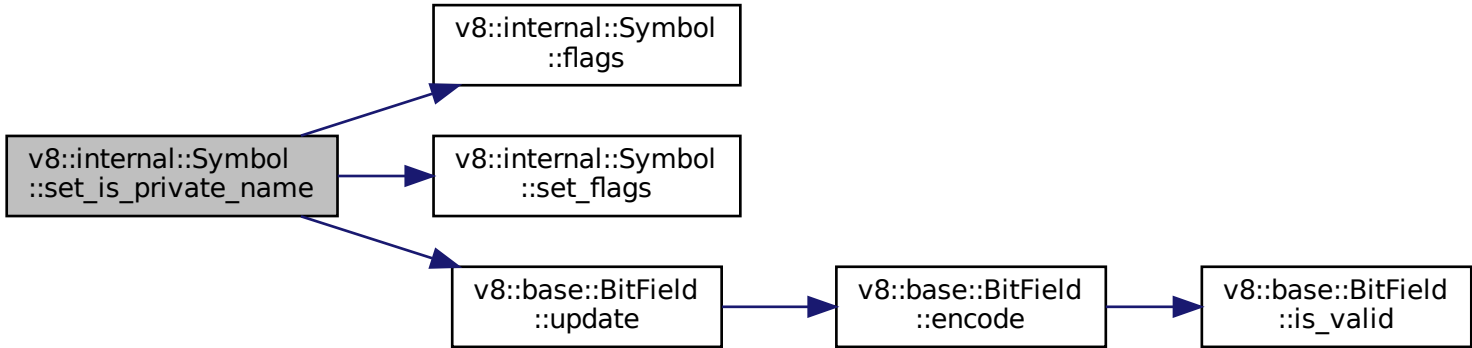 v8::internal::Symbol
::flags
v8::internal::Symbol
::set_is_private_name
v8::internal::Symbol
::set_flags
v8::base::BitField
::update
v8::base::BitField
::encode
v8::base::BitField
::is_valid